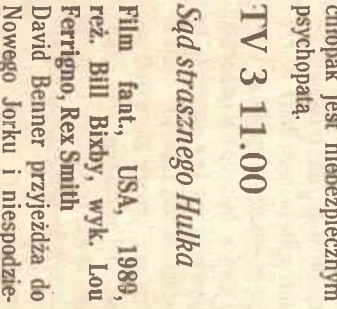 chłopak jest niebezpiecznym
psychopatą.
TV 3 11.00
Sąd strasznego Hulka
Film fant., USA, 1989,
reż. Bill Bixby, wyk. Lou
Ferrigno, Rex Smith
David Benner przyjeżdża do
Nowego Jorku i niespodzie-